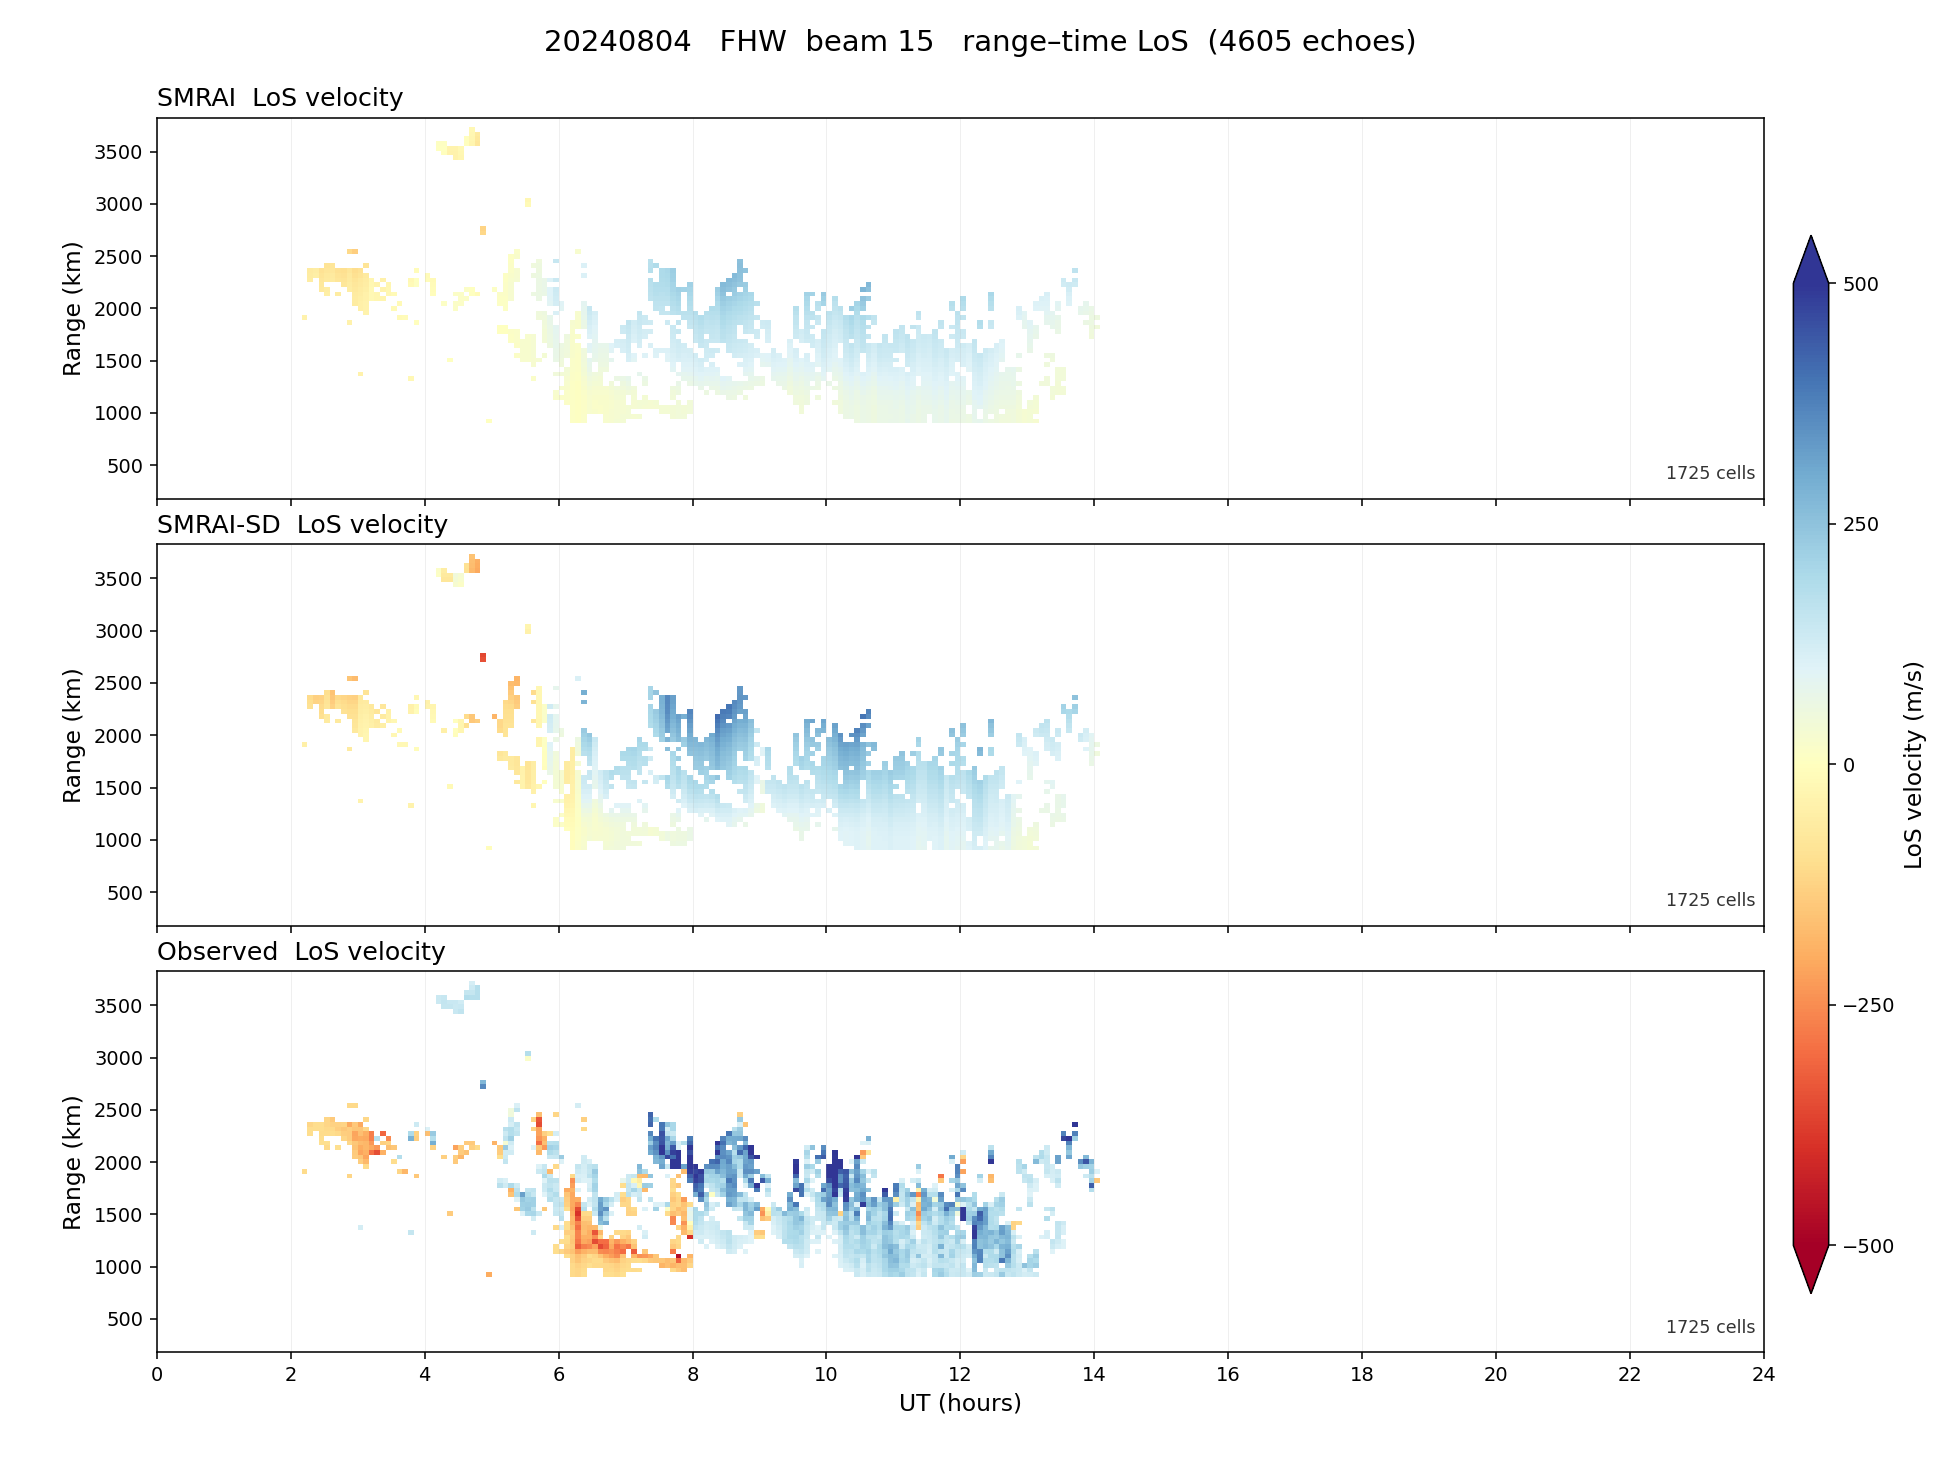 20240804 FHW beam 15 range–time LoS (4605 echoes)
SMRAI LoS velocity
3500
3000
2500
2000
1500
1000
500
Range (km)
1725 cells
SMRAI-SD LoS velocity
3500
3000
2500
2000
1500
1000
500
Range (km)
1725 cells
Observed LoS velocity
3500
3000
2500
2000
1500
1000
500
Range (km)
1725 cells
0 2 4 6 8 10 12 14 16 18 20 22 24
UT (hours)
500
250
0
−250
−500
LoS velocity (m/s)